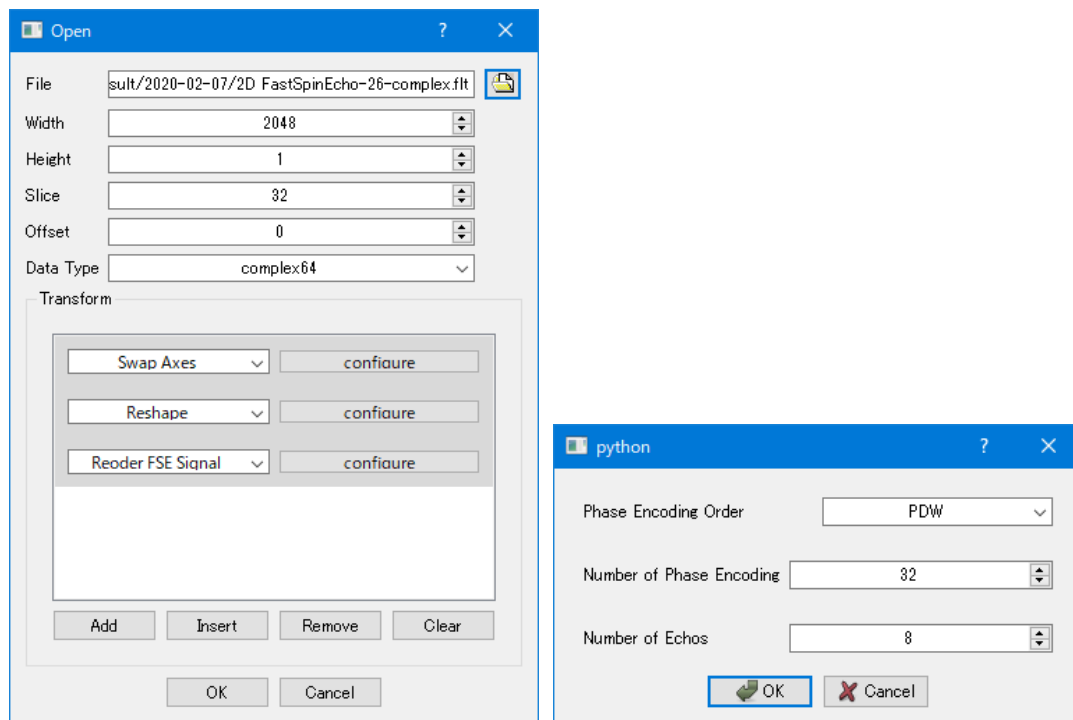 Open ?
File sult/2020-02-07/2D FastSpinEcho-26-complex.flt
Width 2048
Height 1
Slice 32
Offset 0
Data Type complex64
Transform
Swap Axes configure
Reshape configure
Reoder FSE Signal configure
Add Insert Remove Clear
OK Cancel
python ?
Phase Encoding Order PDW
Number of Phase Encoding 32
Number of Echos 8
OK Cancel